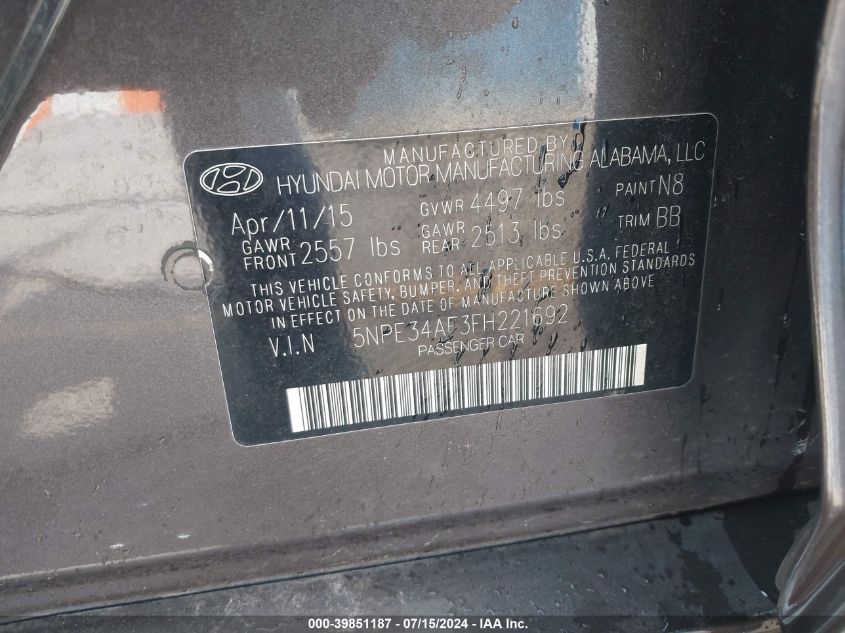 MANUFACTURED BY
HYUNDAI MOTOR MANUFACTURING ALABAMA, LLC
Apr/11/15 GVWR 4497 lbs PAINT N8
GAWR FRONT 2557 lbs GAWR REAR 2513 lbs TRIM BB
THIS VEHICLE CONFORMS TO ALL APPLICABLE U.S.A. FEDERAL
MOTOR VEHICLE SAFETY, BUMPER, AND THEFT PREVENTION STANDARDS
IN EFFECT ON THE DATE OF MANUFACTURE SHOWN ABOVE
V.I.N 5NPE34AF3FH221692
PASSENGER CAR
000-39851187 - 07/15/2024 - IAAI.com